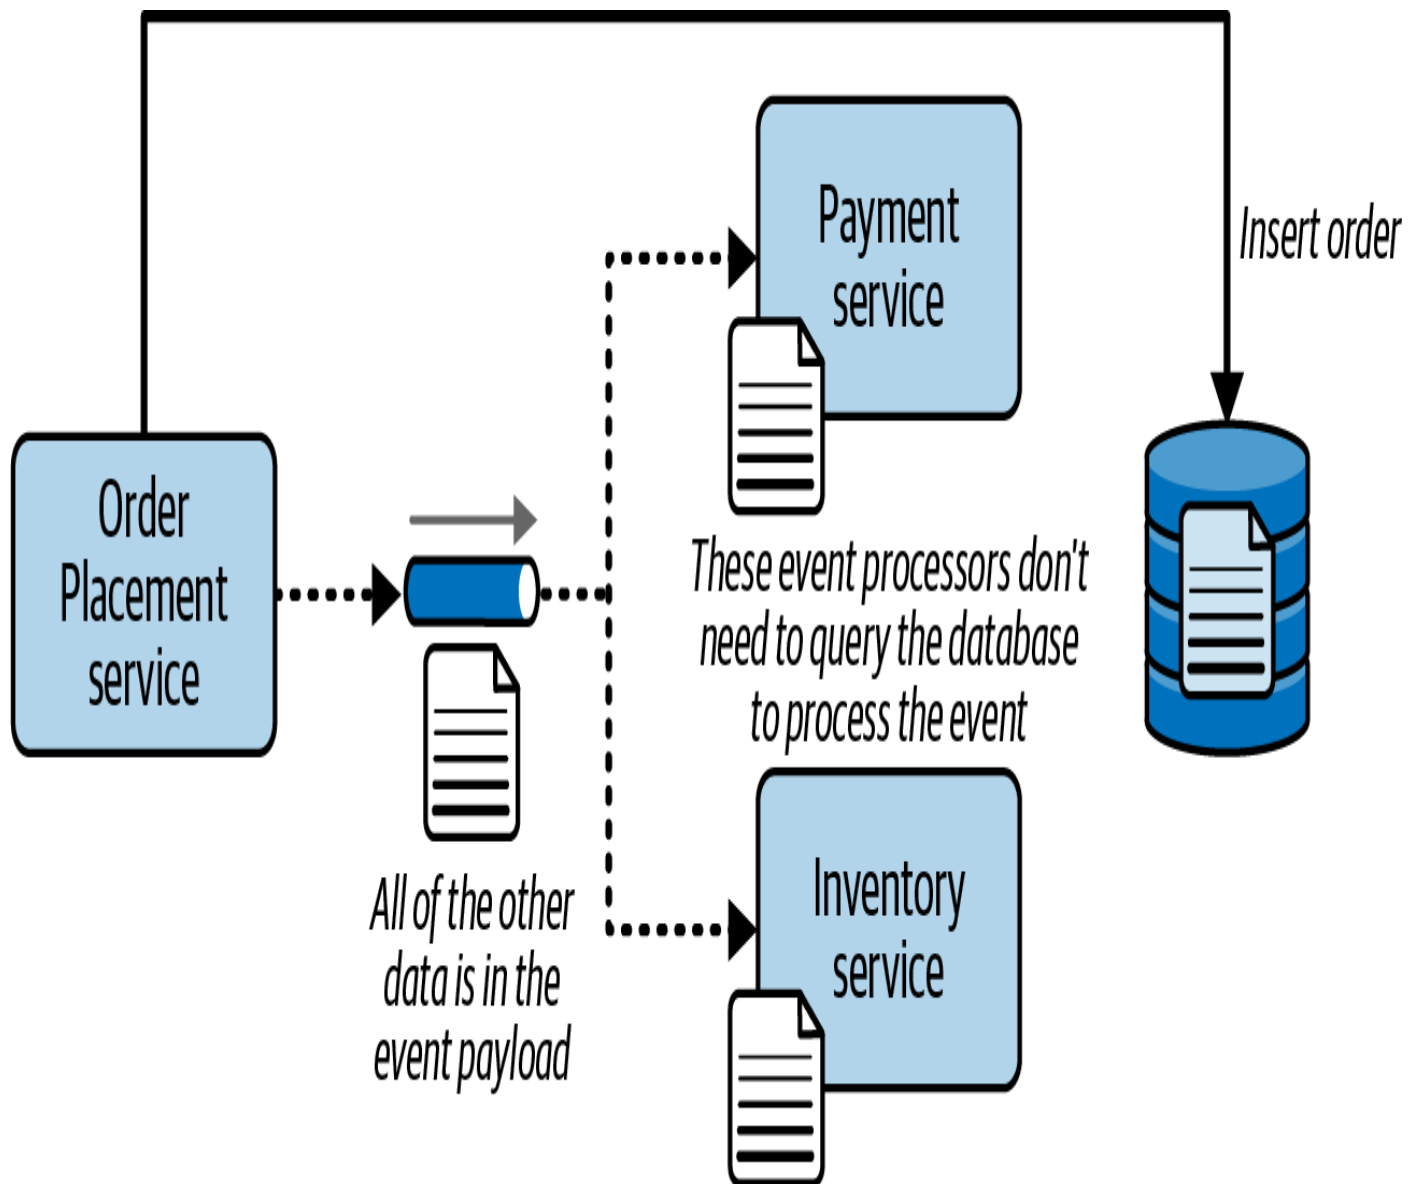 Payment
service
Insert order
Order
Placement
service
These event processors don't
need to query the database
to process the event
All of the other
data is in the
event payload
Inventory
service